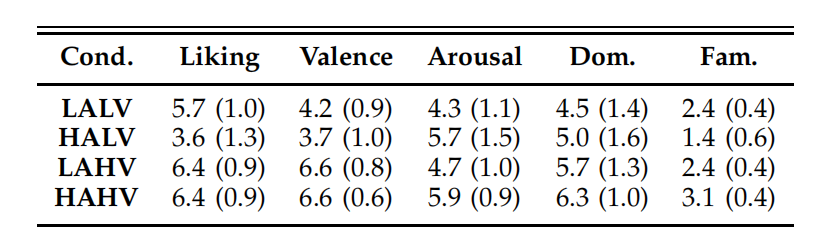 Cond. Liking Valence Arousal Dom. Fam.
LALV 5.7 (1.0) 4.2 (0.9) 4.3 (1.1) 4.5 (1.4) 2.4 (0.4)
HALV 3.6 (1.3) 3.7 (1.0) 5.7 (1.5) 5.0 (1.6) 1.4 (0.6)
LAHV 6.4 (0.9) 6.6 (0.8) 4.7 (1.0) 5.7 (1.3) 2.4 (0.4)
HAHV 6.4 (0.9) 6.6 (0.6) 5.9 (0.9) 6.3 (1.0) 3.1 (0.4)